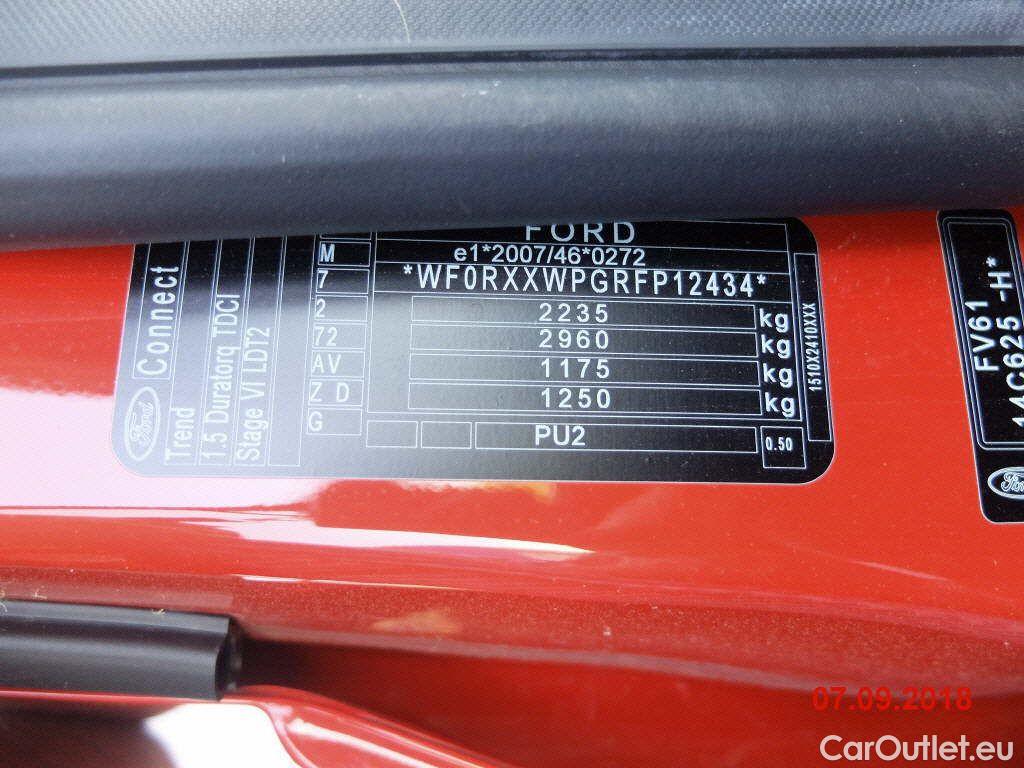 FORD
e1*2007/46*0272
*WF0RXXWPGRFP12434*
2235 kg
2960 kg
1175 kg
1250 kg
PU2
0.50
M
7
2
72
AV
Z D
G
Ford
Connect
Trend
1.5 Duratorq TDCI
Stage VI LDT2
1510X2410XXX
FV61
14C625 -H*
Ford
07.09.2018
CarOutlet.eu